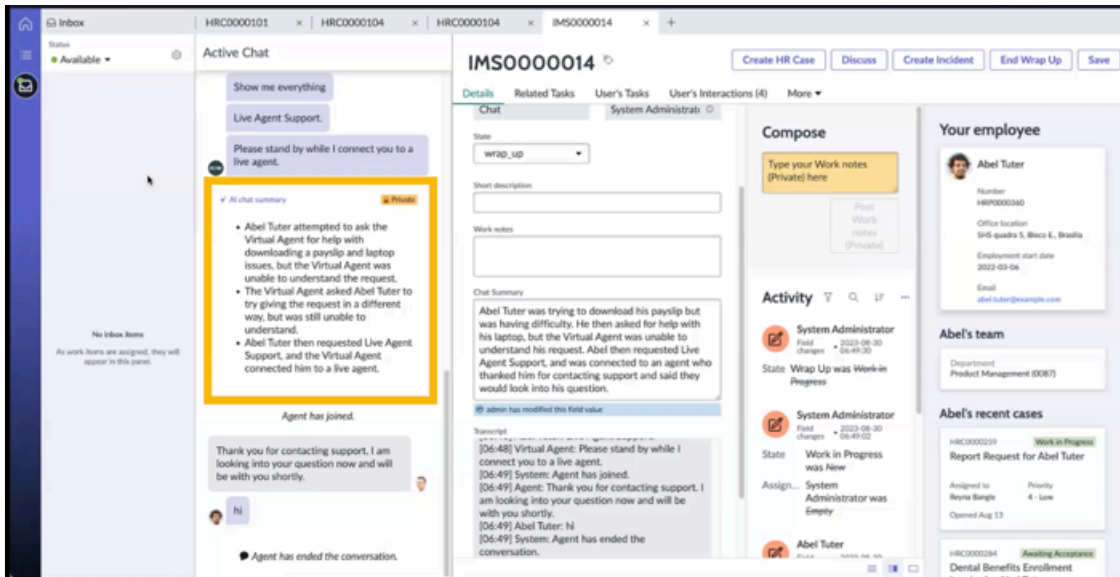 Inbox
HRC0000101 ×
HRC0000104 ×
HRC0000104 ×
IMS0000014 × +
Status
Available
No inbox items
As work items are assigned, they will
appear in this panel.
Active Chat
Show me everything
Live Agent Support.
Please stand by while I connect you to a
live agent.
AI chat summary
Private
• Abel Tuter attempted to ask the
Virtual Agent for help with
downloading a payslip and laptop
issues, but the Virtual Agent was
unable to understand the request.
• The Virtual Agent asked Abel Tuter to
try giving the request in a different
way, but was still unable to
understand.
• Abel Tuter then requested Live Agent
Support, and the Virtual Agent
connected him to a live agent.
Agent has joined.
Thank you for contacting support. I am
looking into your question now and will
be with you shortly.
hi
Agent has ended the conversation.
IMS0000014
Create HR Case
Discuss
Create Incident
End Wrap Up
Save
Details
Related Tasks
User's Tasks
User's Interactions (4)
More
Chat
System Administrati
State
wrap_up
Short description
Work notes
Chat Summary
Abel Tuter was trying to download his payslip but
was having difficulty. He then asked for help with
his laptop, but the Virtual Agent was unable to
understand his request. Abel then requested Live
Agent Support, and was connected to an agent who
thanked him for contacting support and said they
would look into his question.
admin has modified this field value
Transcript
[06:48] Virtual Agent: Please stand by while I
connect you to a live agent.
[06:49] System: Agent has joined.
[06:49] Agent: Thank you for contacting support. I
am looking into your question now and will be
with you shortly.
[06:49] Abel Tuter: hi
[06:49] System: Agent has ended the
conversation.
Compose
Type your Work notes
(Private) here
Post
Work
notes
(Private)
Activity
System Administrator
Field
changes • 2023-08-30
06:49:30
State Wrap Up was Work in
Progress
System Administrator
Field
changes • 2023-08-30
06:49:02
State Work in Progress
was New
Assign... System
Administrator was
Empty
Abel Tuter
Your employee
Abel Tuter
Number
HRP0000360
Office location
SHS quadra 5, Bloco E., Brasilia
Employment start date
2022-03-06
Email
abel.tuter@example.com
Abel's team
Department
Product Management (0087)
Abel's recent cases
HRC0000259 Work in Progress
Report Request for Abel Tuter
Assigned to Priority
Reyna Bangle 4 - Low
Opened Aug 13
HRC0000284 Awaiting Acceptance
Dental Benefits Enrollment